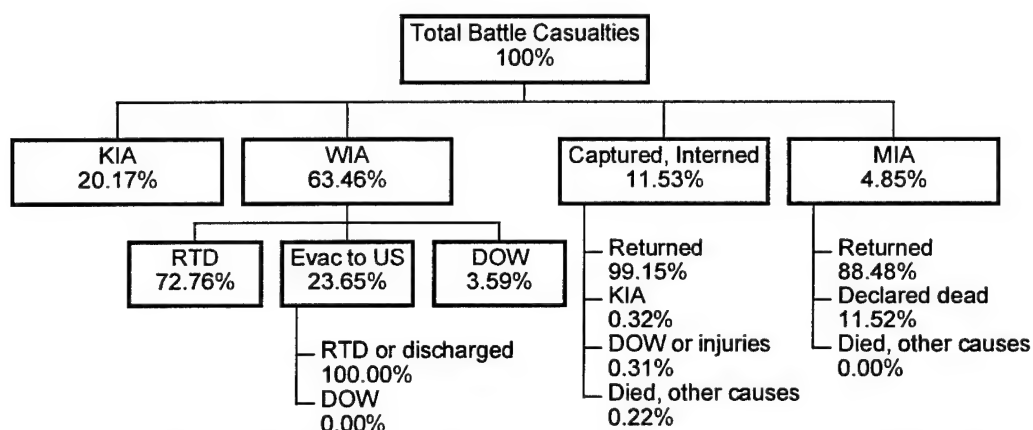 Total Battle Casualties
100%
KIA
20.17%
WIA
63.46%
Captured, Interned
11.53%
MIA
4.85%
RTD
72.76%
Evac to US
23.65%
DOW
3.59%
RTD or discharged
100.00%
DOW
0.00%
Returned
99.15%
KIA
0.32%
DOW or injuries
0.31%
Died, other causes
0.22%
Returned
88.48%
Declared dead
11.52%
Died, other causes
0.00%